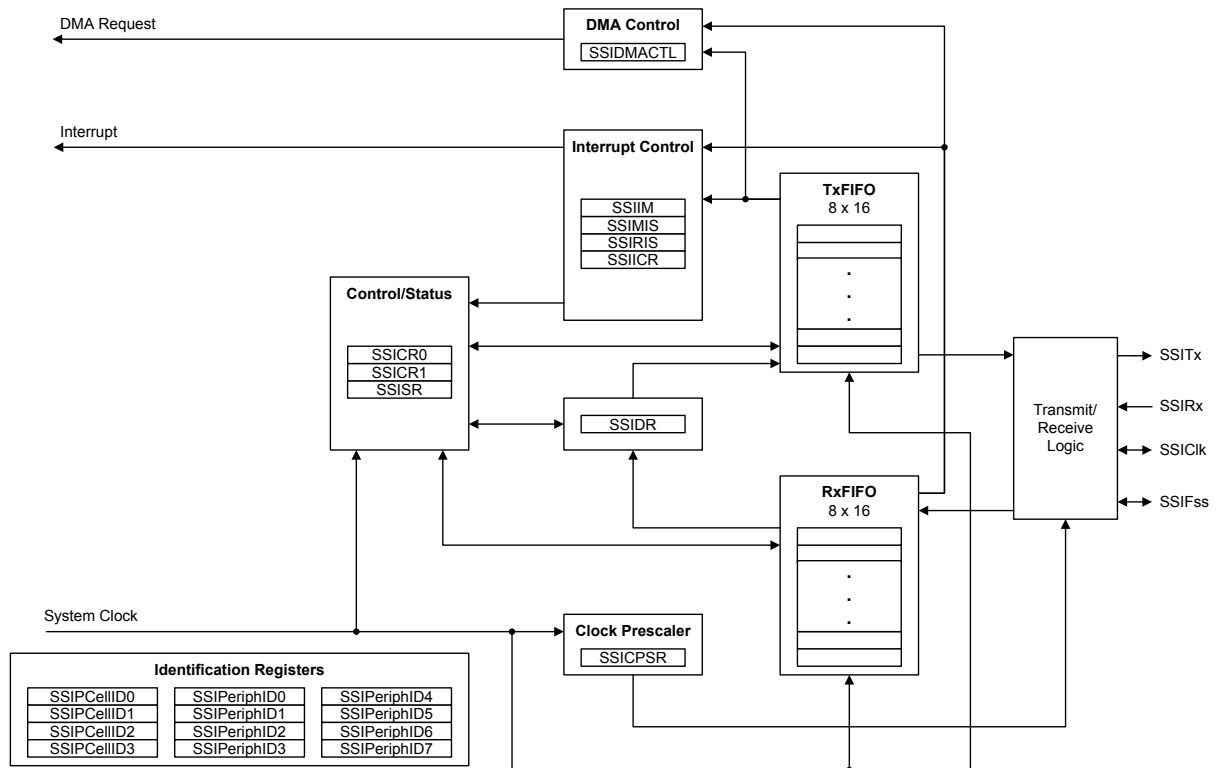 DMA Request
DMA Control
SSIDMACTL
Interrupt
Interrupt Control
SSIIM
SSIMIS
SSIRIS
SSIICR
TxFIFO
8 x 16
.
.
.
Control/Status
SSICR0
SSICR1
SSISR
SSIDR
Transmit/
Receive
Logic
SSITx
SSIRx
SSIClk
SSIFss
RxFIFO
8 x 16
.
.
.
System Clock
Clock Prescaler
SSICPSR
Identification Registers
SSIPCellID0 SSIPeriphID0 SSIPeriphID4
SSIPCellID1 SSIPeriphID1 SSIPeriphID5
SSIPCellID2 SSIPeriphID2 SSIPeriphID6
SSIPCellID3 SSIPeriphID3 SSIPeriphID7